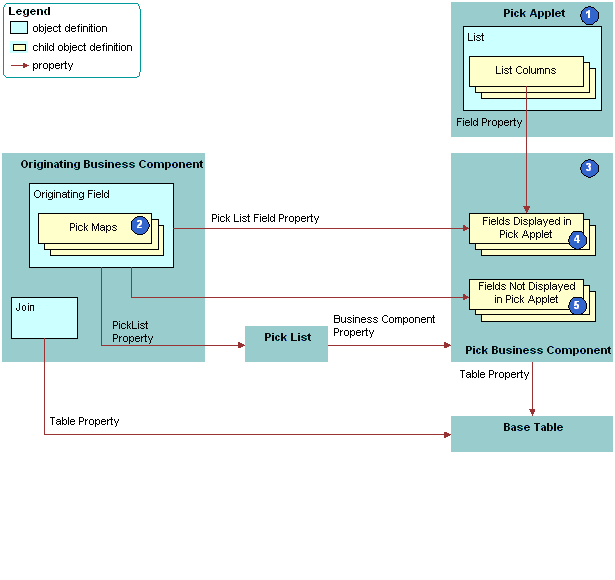 Legend
object definition
child object definition
property
Pick Applet
1
List
List Columns
Field Property
Originating Business Component
3
Originating Field
Pick Maps
2
Pick List Field Property
Fields Displayed in
Pick Applet
4
Fields Not Displayed
in Pick Applet
5
Join
PickList
Property
Pick List
Business Component
Property
Pick Business Component
Table Property
Table Property
Base Table